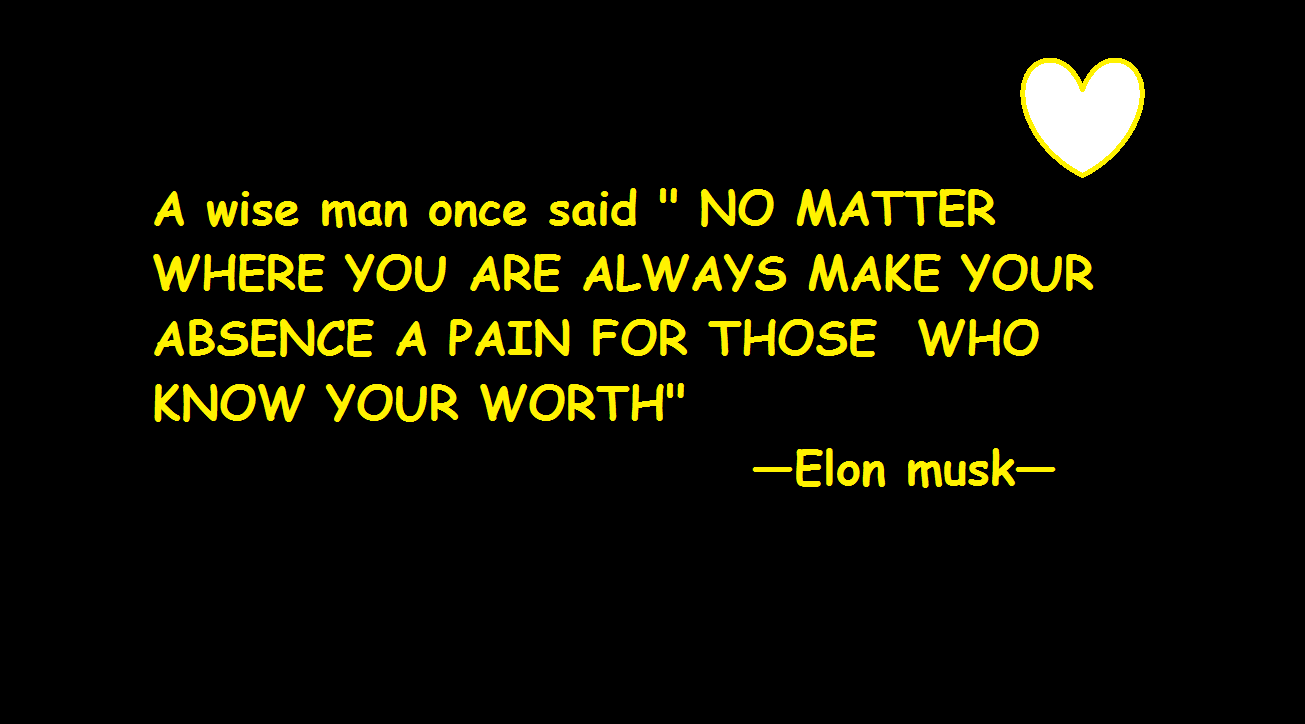 A wise man once said " NO MATTER
WHERE YOU ARE ALWAYS MAKE YOUR
ABSENCE A PAIN FOR THOSE  WHO
KNOW YOUR WORTH"
—Elon musk—